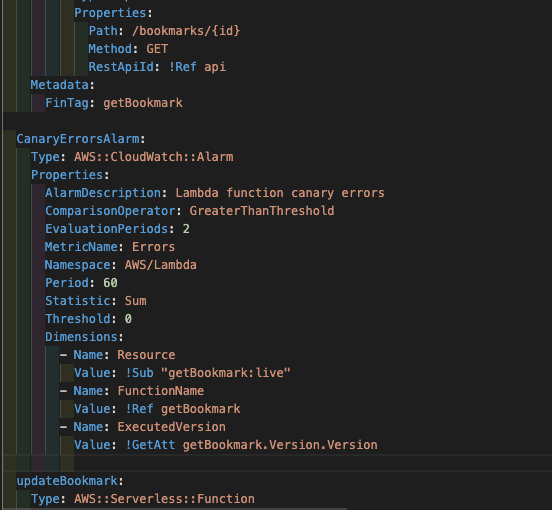 Properties:
Path: /bookmarks/{id}
Method: GET
RestApiId: !Ref api
Metadata:
FinTag: getBookmark
CanaryErrorsAlarm:
Type: AWS::CloudWatch::Alarm
Properties:
AlarmDescription: Lambda function canary errors
ComparisonOperator: GreaterThanThreshold
EvaluationPeriods: 2
MetricName: Errors
Namespace: AWS/Lambda
Period: 60
Statistic: Sum
Threshold: 0
Dimensions:
- Name: Resource
Value: !Sub "getBookmark:live"
- Name: FunctionName
Value: !Ref getBookmark
- Name: ExecutedVersion
Value: !GetAtt getBookmark.Version.Version
updateBookmark:
Type: AWS::Serverless::Function